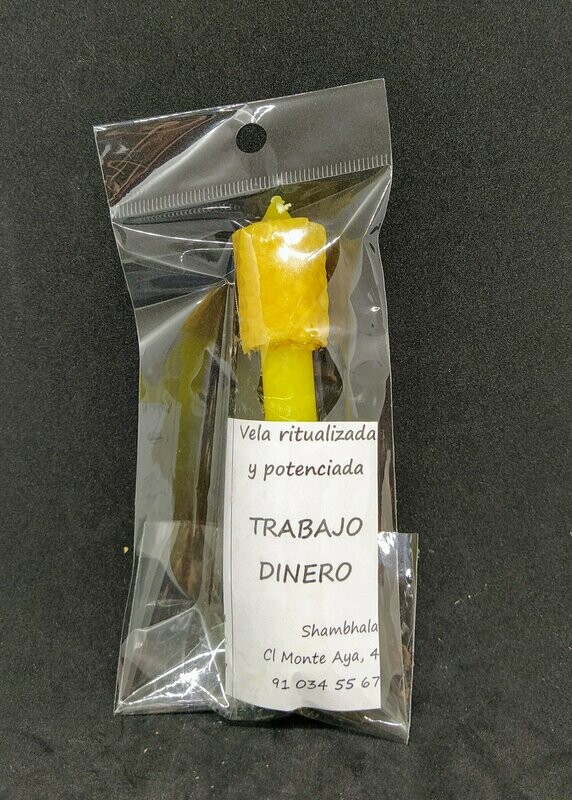 Vela ritualizada
y potenciada
TRABAJO
DINERO
Shambhala
Cl Monte Aya, 4
91 034 55 67